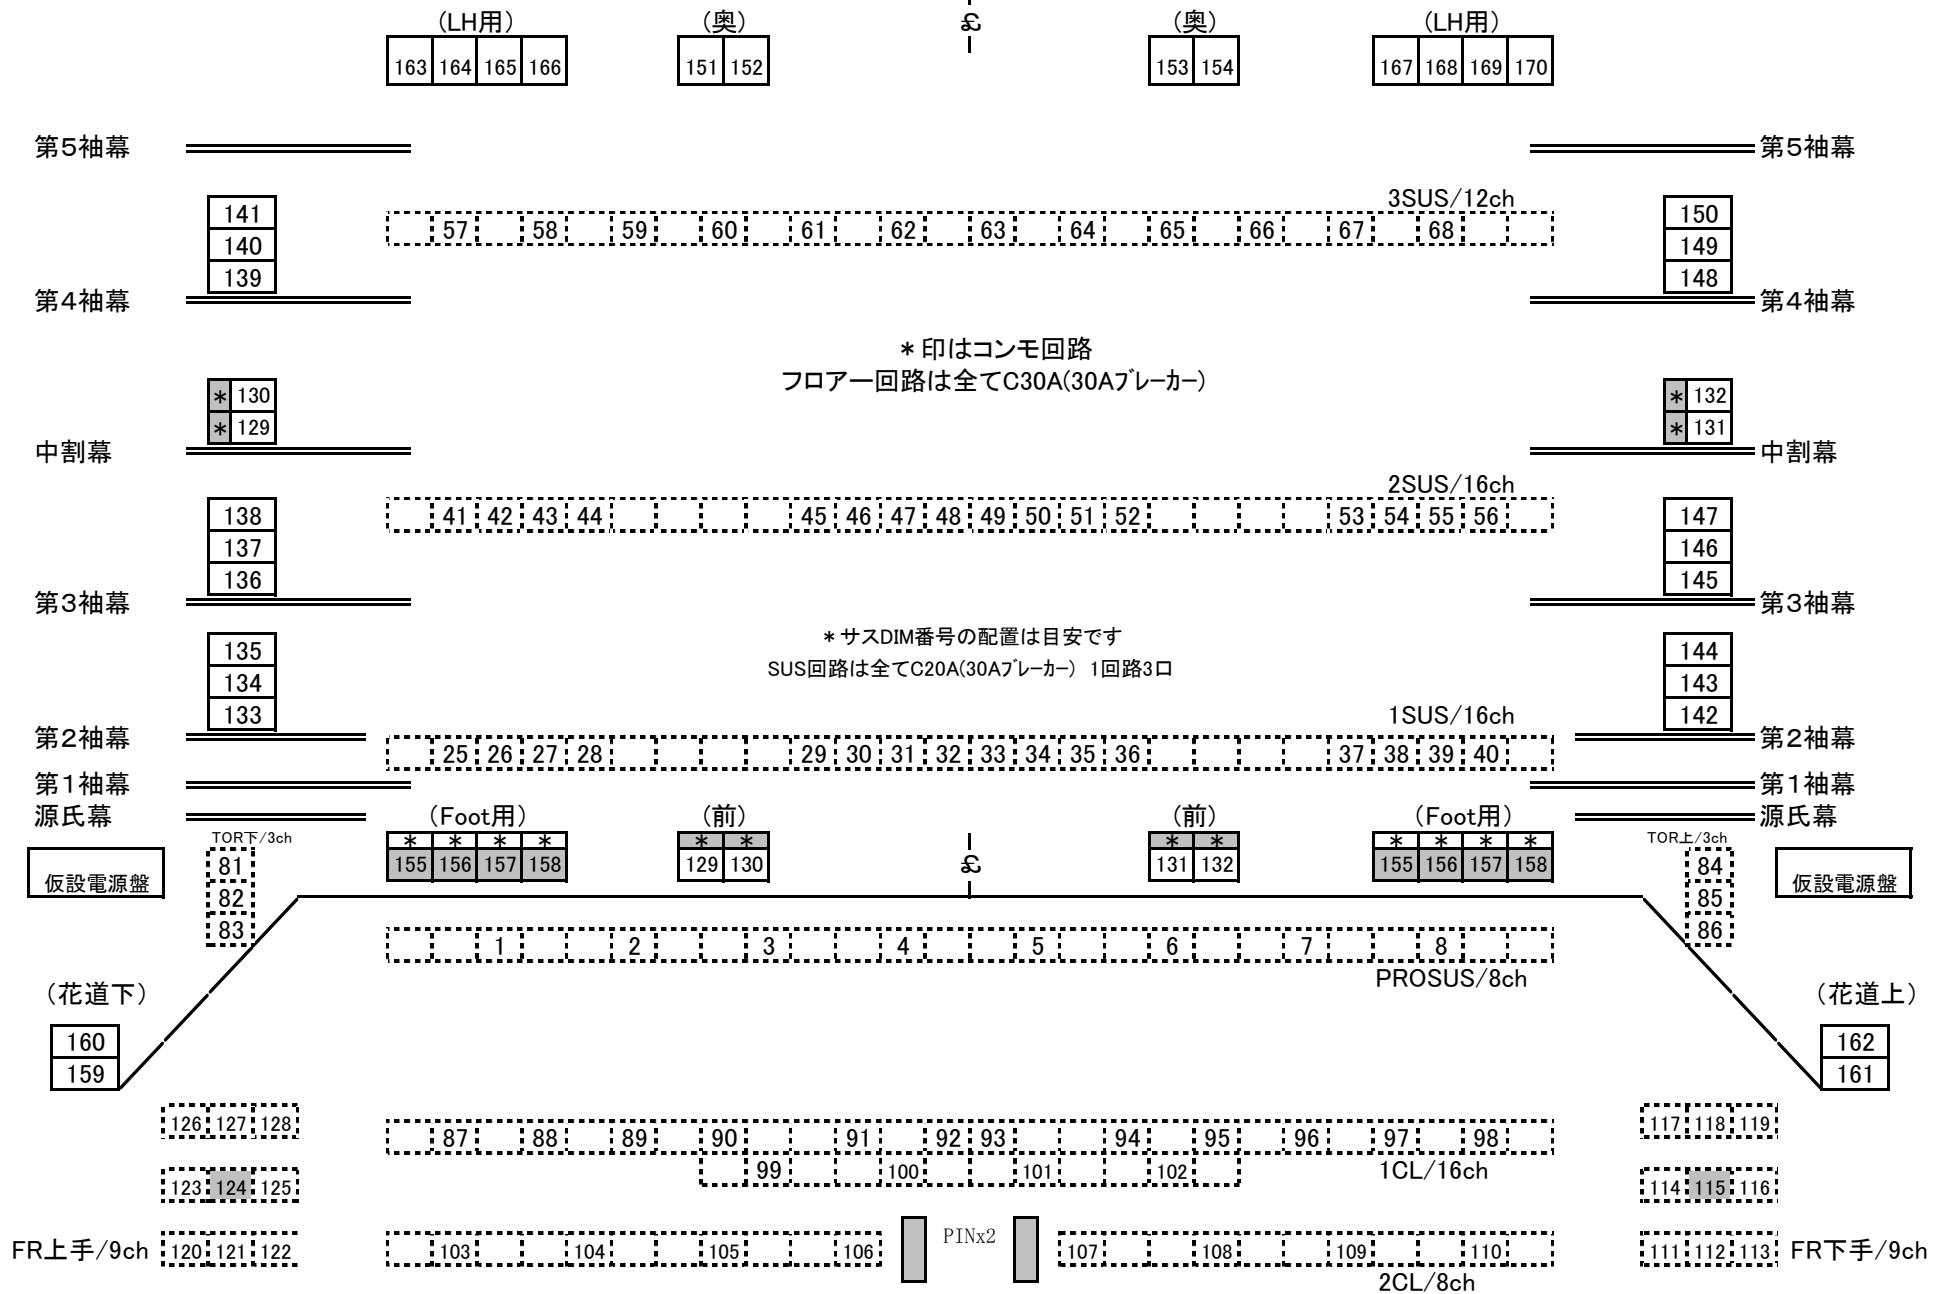 （LH用） （奥） £ （奥） （LH用）
163 164 165 166 151 152 153 154 167 168 169 170
第5袖幕 第5袖幕
3SUS/12ch
141 150
57 58 59 60 61 62 63 64 65 66 67 68
140 149
139 148
第4袖幕 第4袖幕
＊印はコンモ回路
フロアー回路は全てC30A(30Aﾌﾞﾚｰｶｰ)
＊ 130 ＊ 132
＊ 129 ＊ 131
中割幕 中割幕
2SUS/16ch
138 41 42 43 44 45 46 47 48 49 50 51 52 53 54 55 56 147
137 146
136 145
第3袖幕 第3袖幕
＊サスDIM番号の配置は目安です
SUS回路は全てC20A(30Aﾌﾞﾚｰｶｰ) 1回路3口
135 144
134 143
133 142
1SUS/16ch
第2袖幕 第2袖幕
25 26 27 28 29 30 31 32 33 34 35 36 37 38 39 40
第1袖幕 第1袖幕
源氏幕 （Foot用） （前） （前） （Foot用） 源氏幕
TOR下/3ch ＊ ＊ ＊ ＊ ＊ ＊ ＊ ＊ ＊ ＊ ＊ ＊ TOR上/3ch
81 155 156 157 158 129 130 £ 131 132 155 156 157 158 84
仮設電源盤 仮設電源盤
82 85
83 86
1 2 3 4 5 6 7 8
PROSUS/8ch
（花道下） （花道上）
160 162
159 161
126 127 128 117 118 119
87 88 89 90 91 92 93 94 95 96 97 98
99 100 101 102 1CL/16ch
123 124 125 114 115 116
PINx2
FR上手/9ch 120 121 122 103 104 105 106 107 108 109 110 111 112 113 FR下手/9ch
2CL/8ch